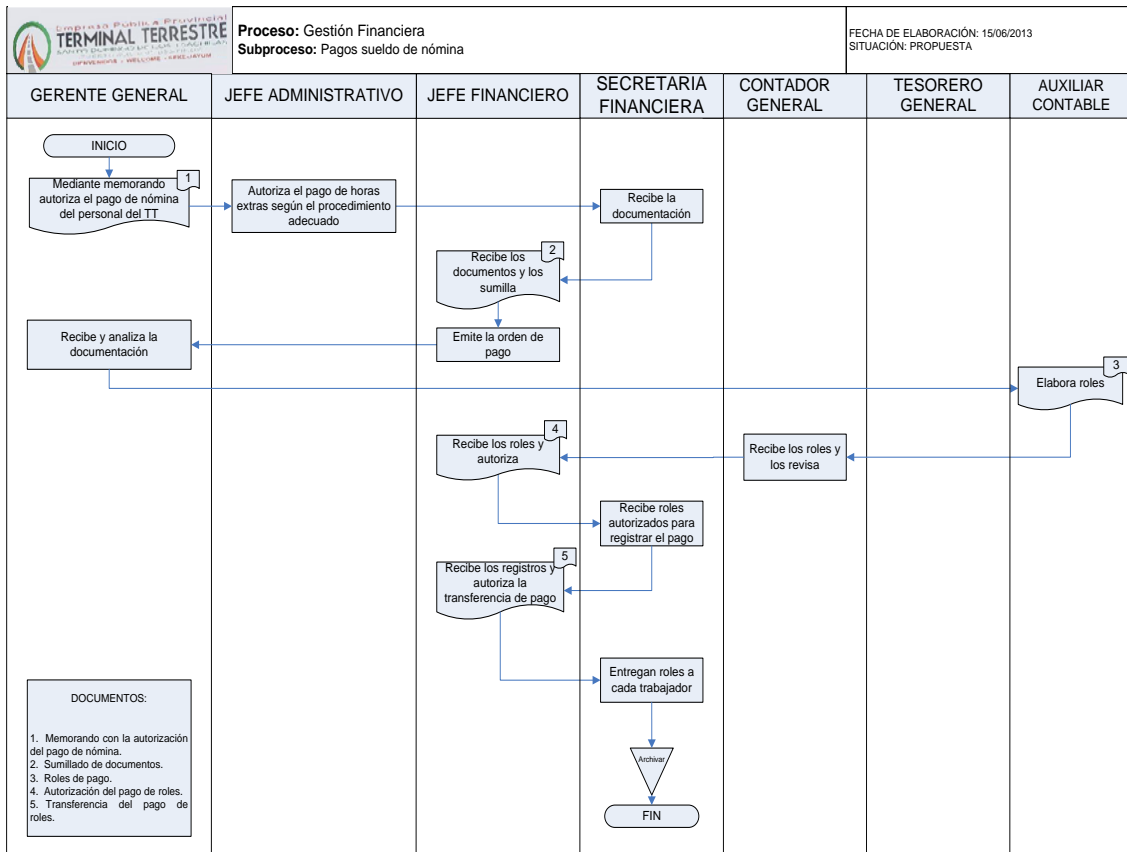 Empresa Pública Provincial
TERMINAL TERRESTRE
BIENVENIDOS - WELCOME -
Proceso: Gestión Financiera
Subproceso: Pagos sueldo de nómina
FECHA DE ELABORACIÓN: 15/06/2013
SITUACIÓN: PROPUESTA
GERENTE GENERAL
JEFE ADMINISTRATIVO
JEFE FINANCIERO
SECRETARIA
FINANCIERA
CONTADOR
GENERAL
TESORERO
GENERAL
AUXILIAR
CONTABLE
INICIO
1
Mediante memorando
autoriza el pago de nómina
del personal del TT
Autoriza el pago de horas
extras según el procedimiento
adecuado
Recibe la
documentación
2
Recibe los
documentos y los
sumilla
Emite la orden de
pago
Recibe y analiza la
documentación
3
Elabora roles
Recibe los roles y
los revisa
4
Recibe los roles y
autoriza
Recibe roles
autorizados para
registrar el pago
5
Recibe los registros y
autoriza la
transferencia de pago
Entregan roles a
cada trabajador
Archivar
FIN
DOCUMENTOS:
1. Memorando con la autorización
del pago de nómina.
2. Sumillado de documentos.
3. Roles de pago.
4. Autorización del pago de roles.
5. Transferencia del pago de
roles.